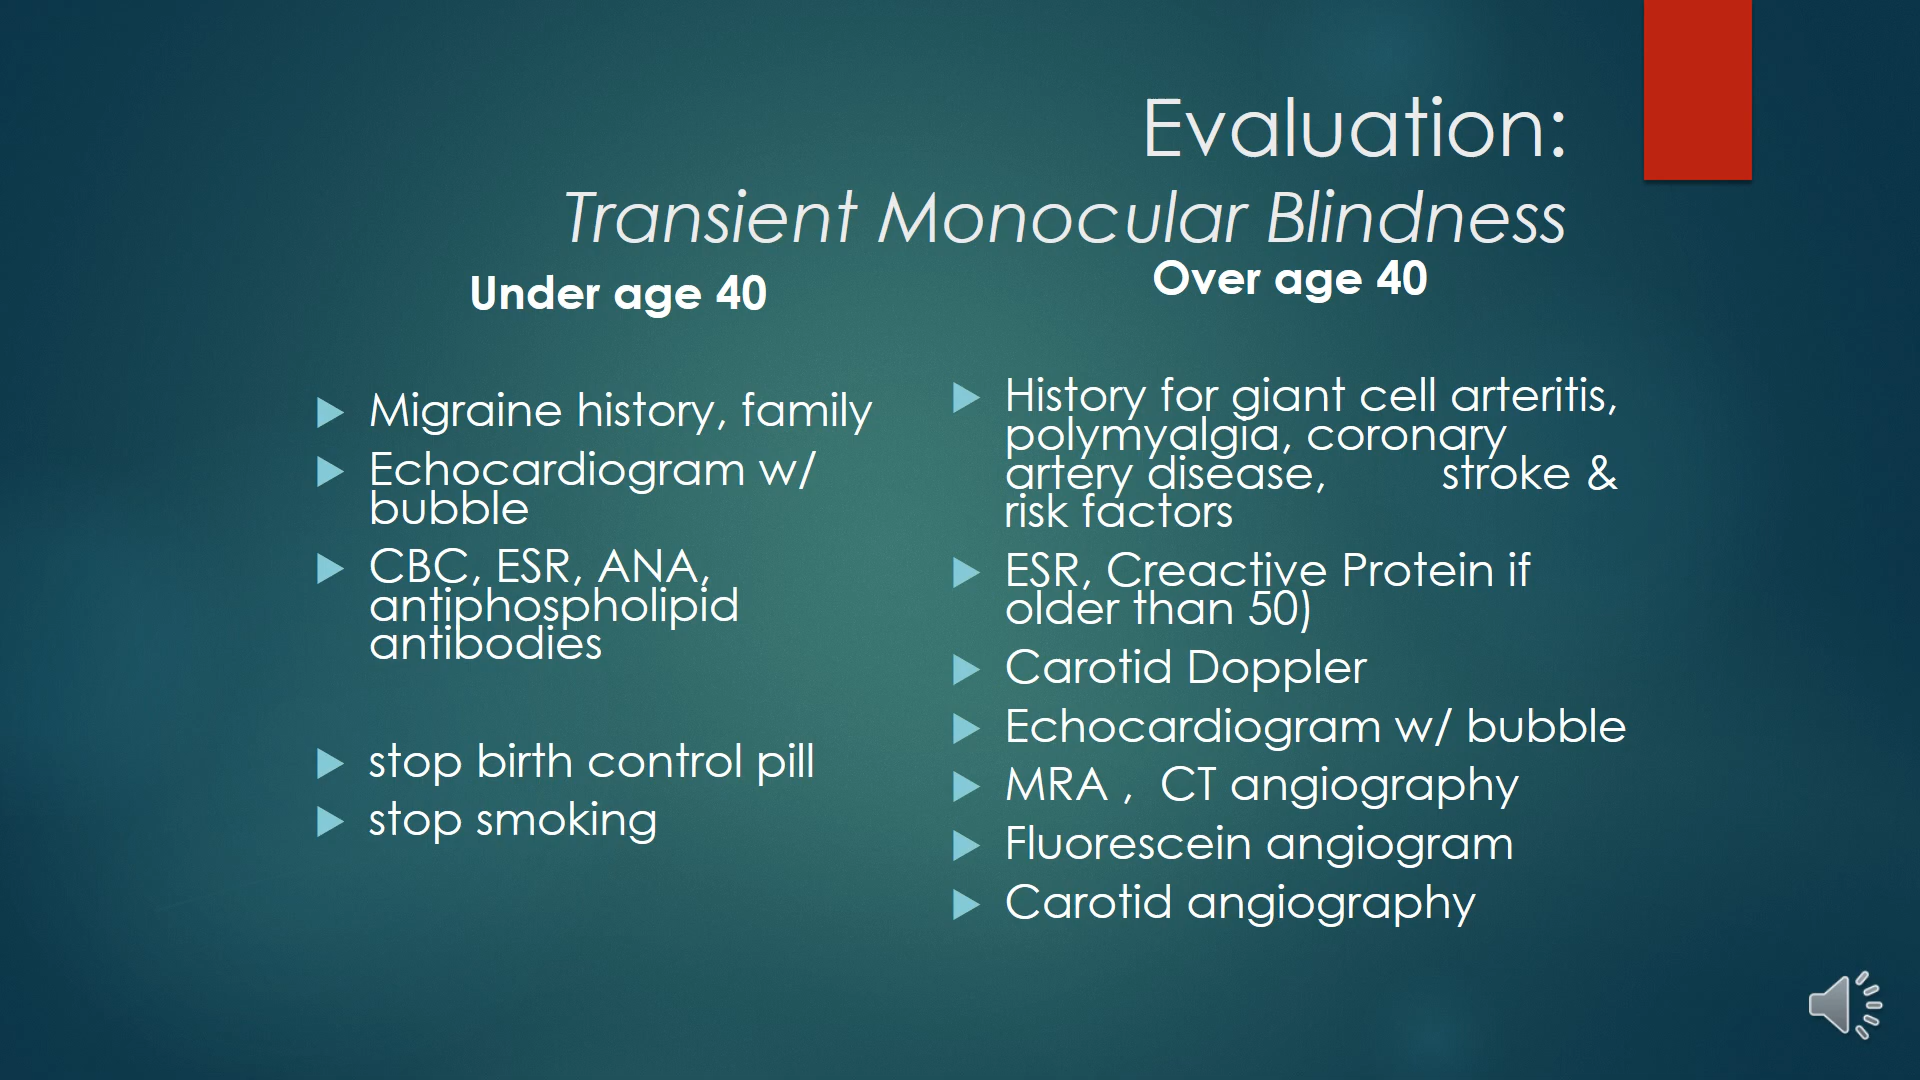 Evaluation:
Transient Monocular Blindness
Under age 40
Migraine history, family
Echocardiogram w/
bubble
CBC, ESR, ANA,
antiphospholipid
antibodies
stop birth control pill
stop smoking
Over age 40
History for giant cell arteritis,
polymyalgia, coronary
artery disease, stroke &
risk factors
ESR, Creactive Protein if
older than 50)
Carotid Doppler
Echocardiogram w/ bubble
MRA , CT angiography
Fluorescein angiogram
Carotid angiography